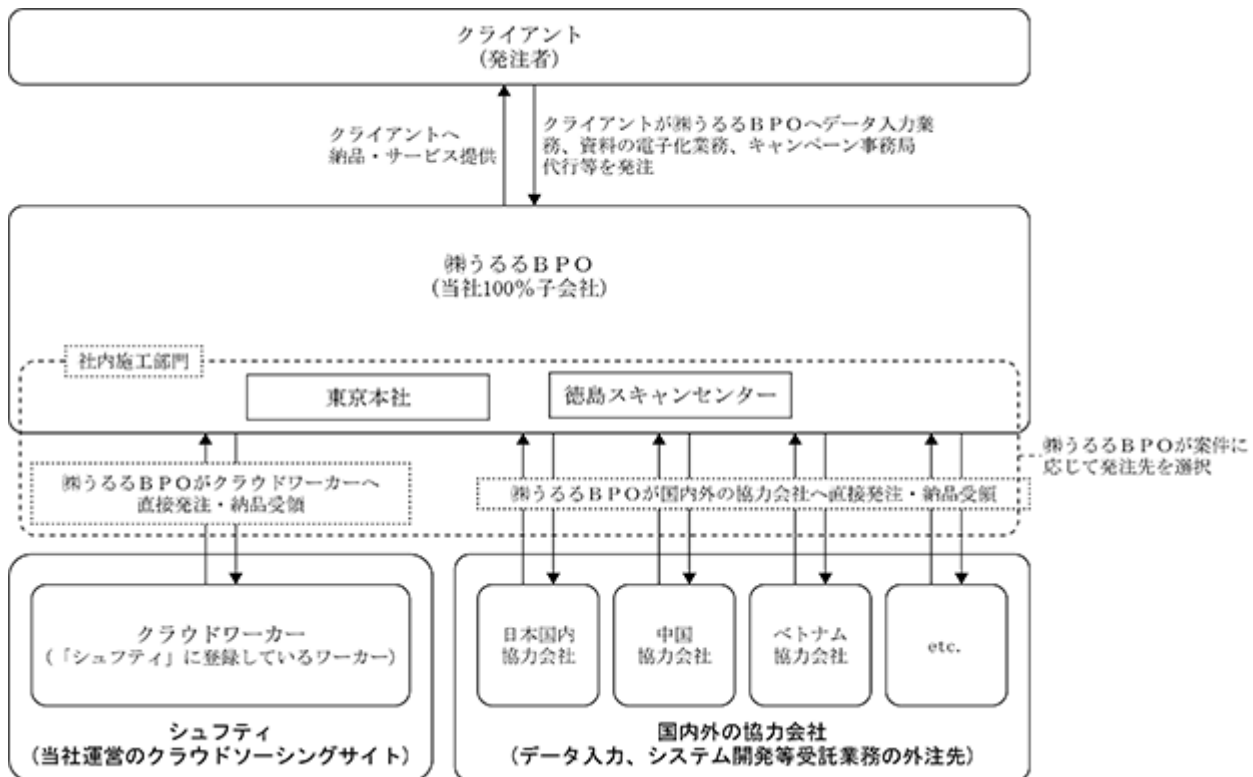 クライアント
(発注者)
クライアントへ
納品・サービス提供
クライアントが㈱うるるＢＰＯへデータ入力業
務、資料の電子化業務、キャンペーン事務局
代行等を発注
㈱うるるＢＰＯ
(当社100%子会社)
社内施工部門
東京本社
徳島スキャンセンター
㈱うるるＢＰＯが案件に
応じて発注先を選択
㈱うるるＢＰＯがクラウドワーカーへ
直接発注・納品受領
㈱うるるＢＰＯが国内外の協力会社へ直接発注・納品受領
クラウドワーカー
(「シュフティ」に登録しているワーカー)
日本国内
協力会社
中国
協力会社
ベトナム
協力会社
etc.
シュフティ
(当社運営のクラウドソーシングサイト)
国内外の協力会社
(データ入力、システム開発等受託業務の外注先)